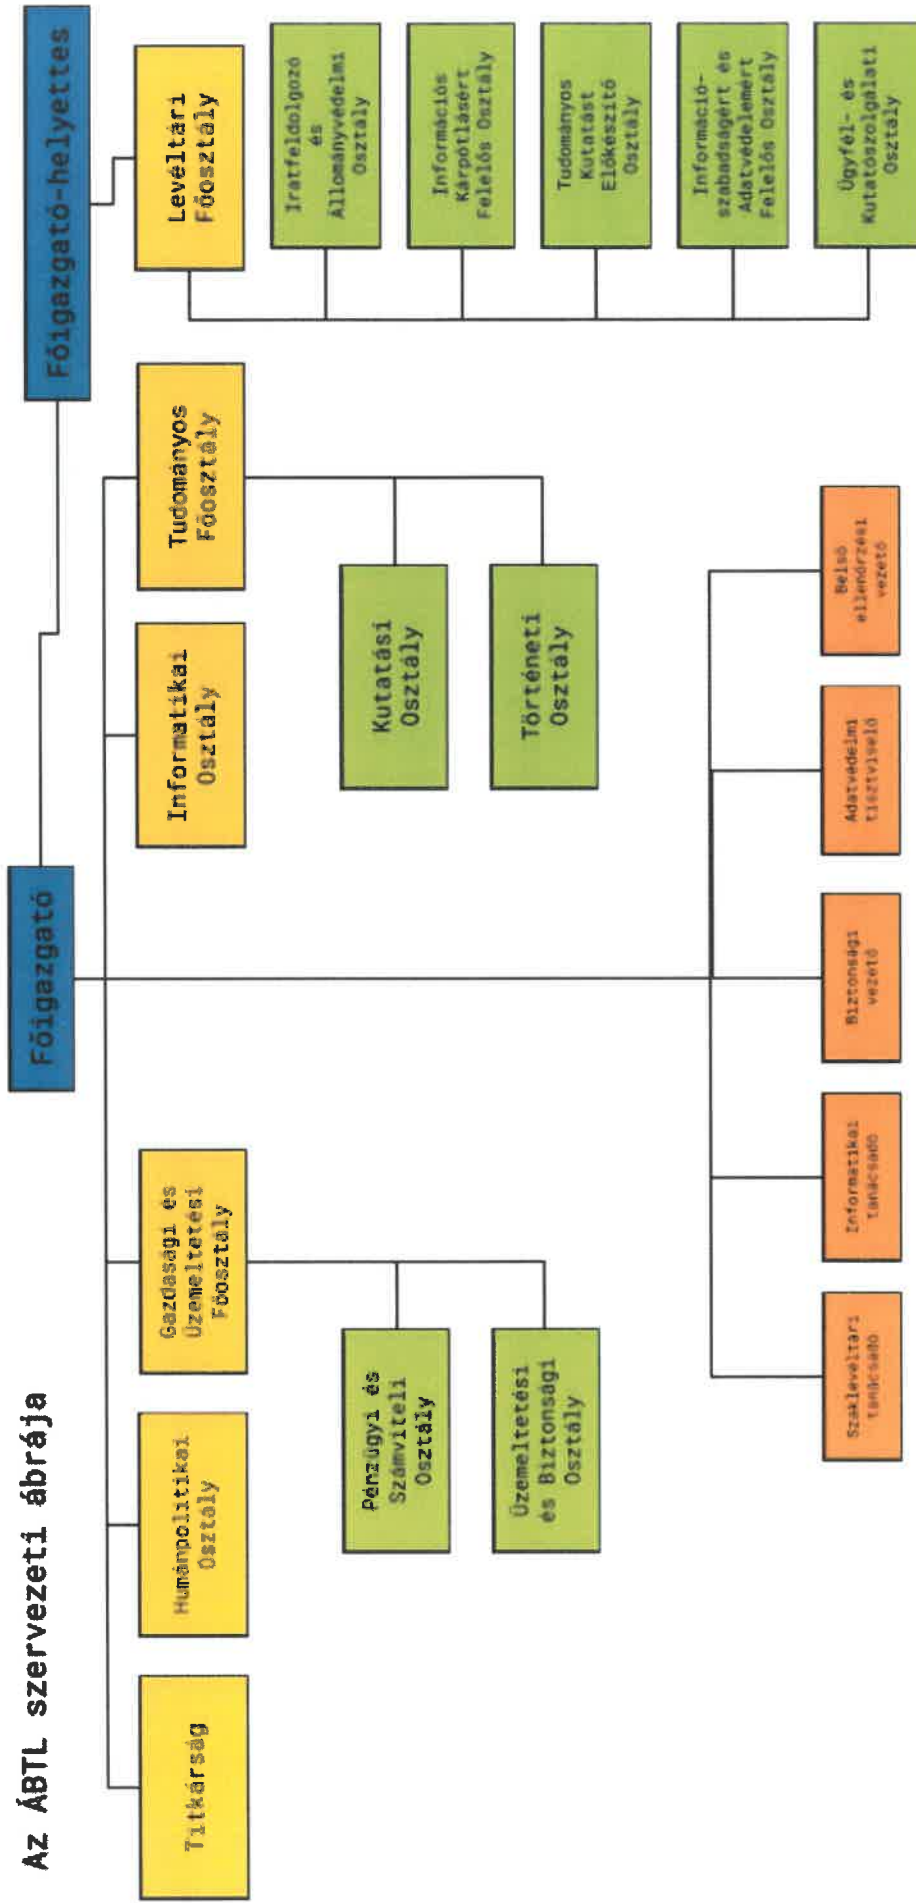 Az ÁBTL szervezeti ábrája
Főigazgató
Főigazgató-helyettes
Titkárság
Humánpolitikai
Osztály
Gazdasági és
Üzemeltetési
Főosztály
Informatikai
Osztály
Tudományos
Főosztály
Levéltári
Főosztály
Pénzügyi és
Számviteli
Osztály
Üzemeltetési
és Biztonsági
Osztály
Kutatási
Osztály
Történeti
Osztály
Iratfeldolgozó
és
Állományvédelmi
Osztály
Információs
Kárpótlásért
Felelős Osztály
Tudományos
Kutatást
Előkészítő
Osztály
Információ-
szabadságért és
Adatvédelemért
Felelős Osztály
Ügyfél- és
Kutatószolgálati
Osztály
Szaklevéltári
tanácsadó
Informatikai
tanácsadó
Biztonsági
vezető
Adatvédelmi
tisztviselő
Belső
ellenőrzési
vezető